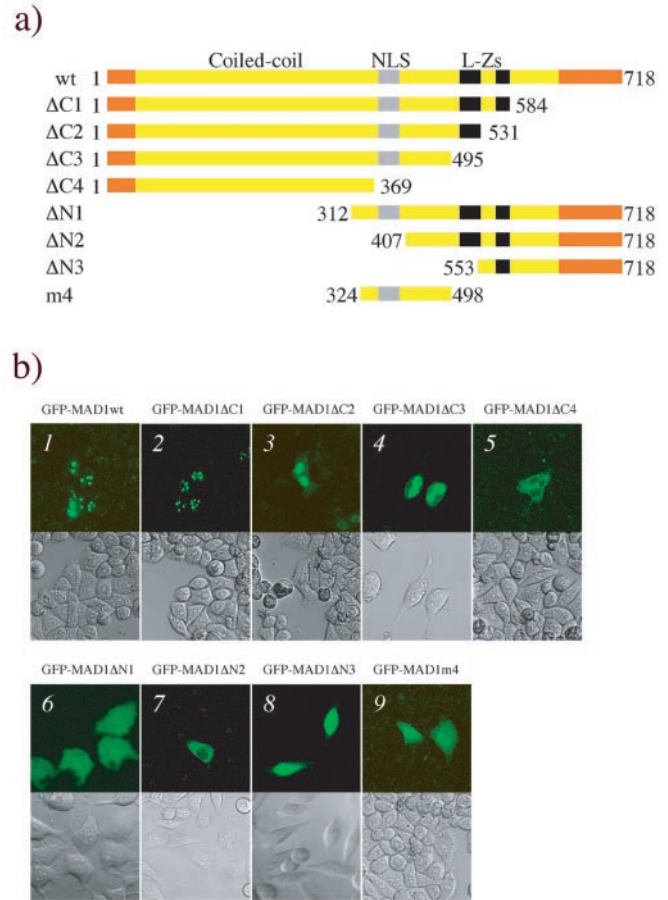 a)
Coiled-coil NLS L-Zs
wt 1 718
ΔC1 1 584
ΔC2 1 531
ΔC3 1 495
ΔC4 1 369
ΔN1 312 718
ΔN2 407 718
ΔN3 553 718
m4 324 498
b)
GFP-MAD1wt GFP-MAD1ΔC1 GFP-MAD1ΔC2 GFP-MAD1ΔC3 GFP-MAD1ΔC4
1 2 3 4 5
GFP-MAD1ΔN1 GFP-MAD1ΔN2 GFP-MAD1ΔN3 GFP-MAD1m4
6 7 8 9